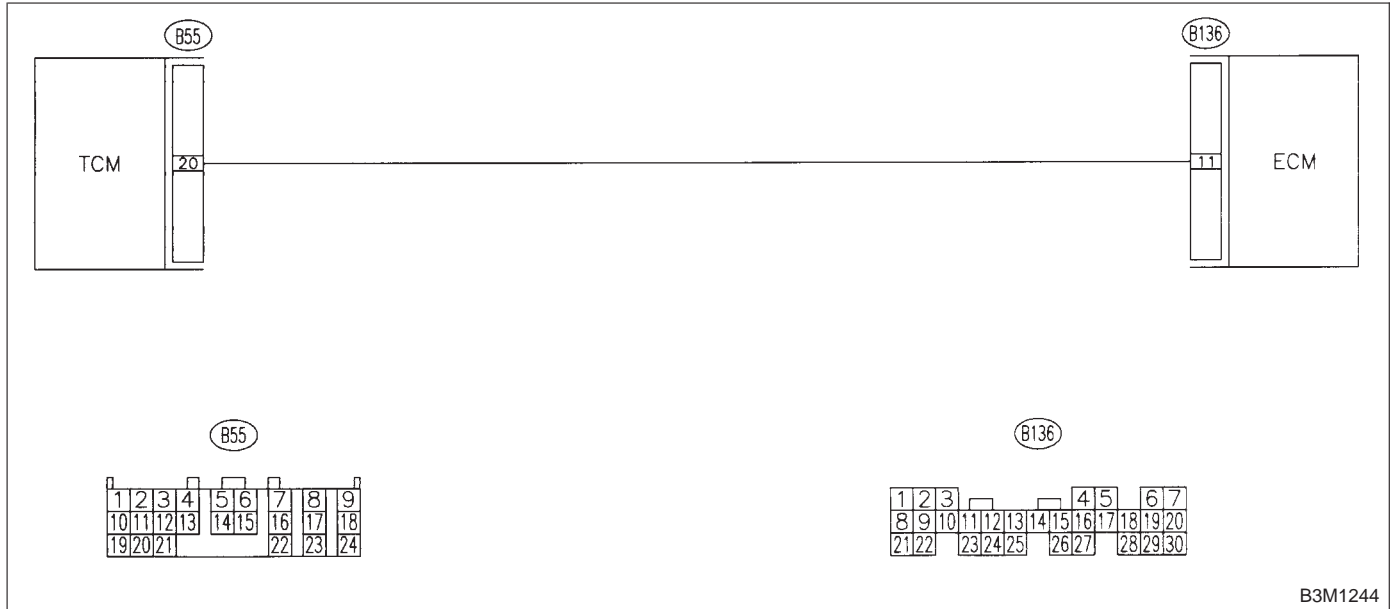 B55 B136
TCM 20 11 ECM
B55 B136
1 2 3 4 5 6 7 8 9
10 11 12 13 14 15 16 17 18
19 20 21 22 23 24
1 2 3 4 5 6 7
8 9 10 11 12 13 14 15 16 17 18 19 20
21 22 23 24 25 26 27 28 29 30
B3M1244